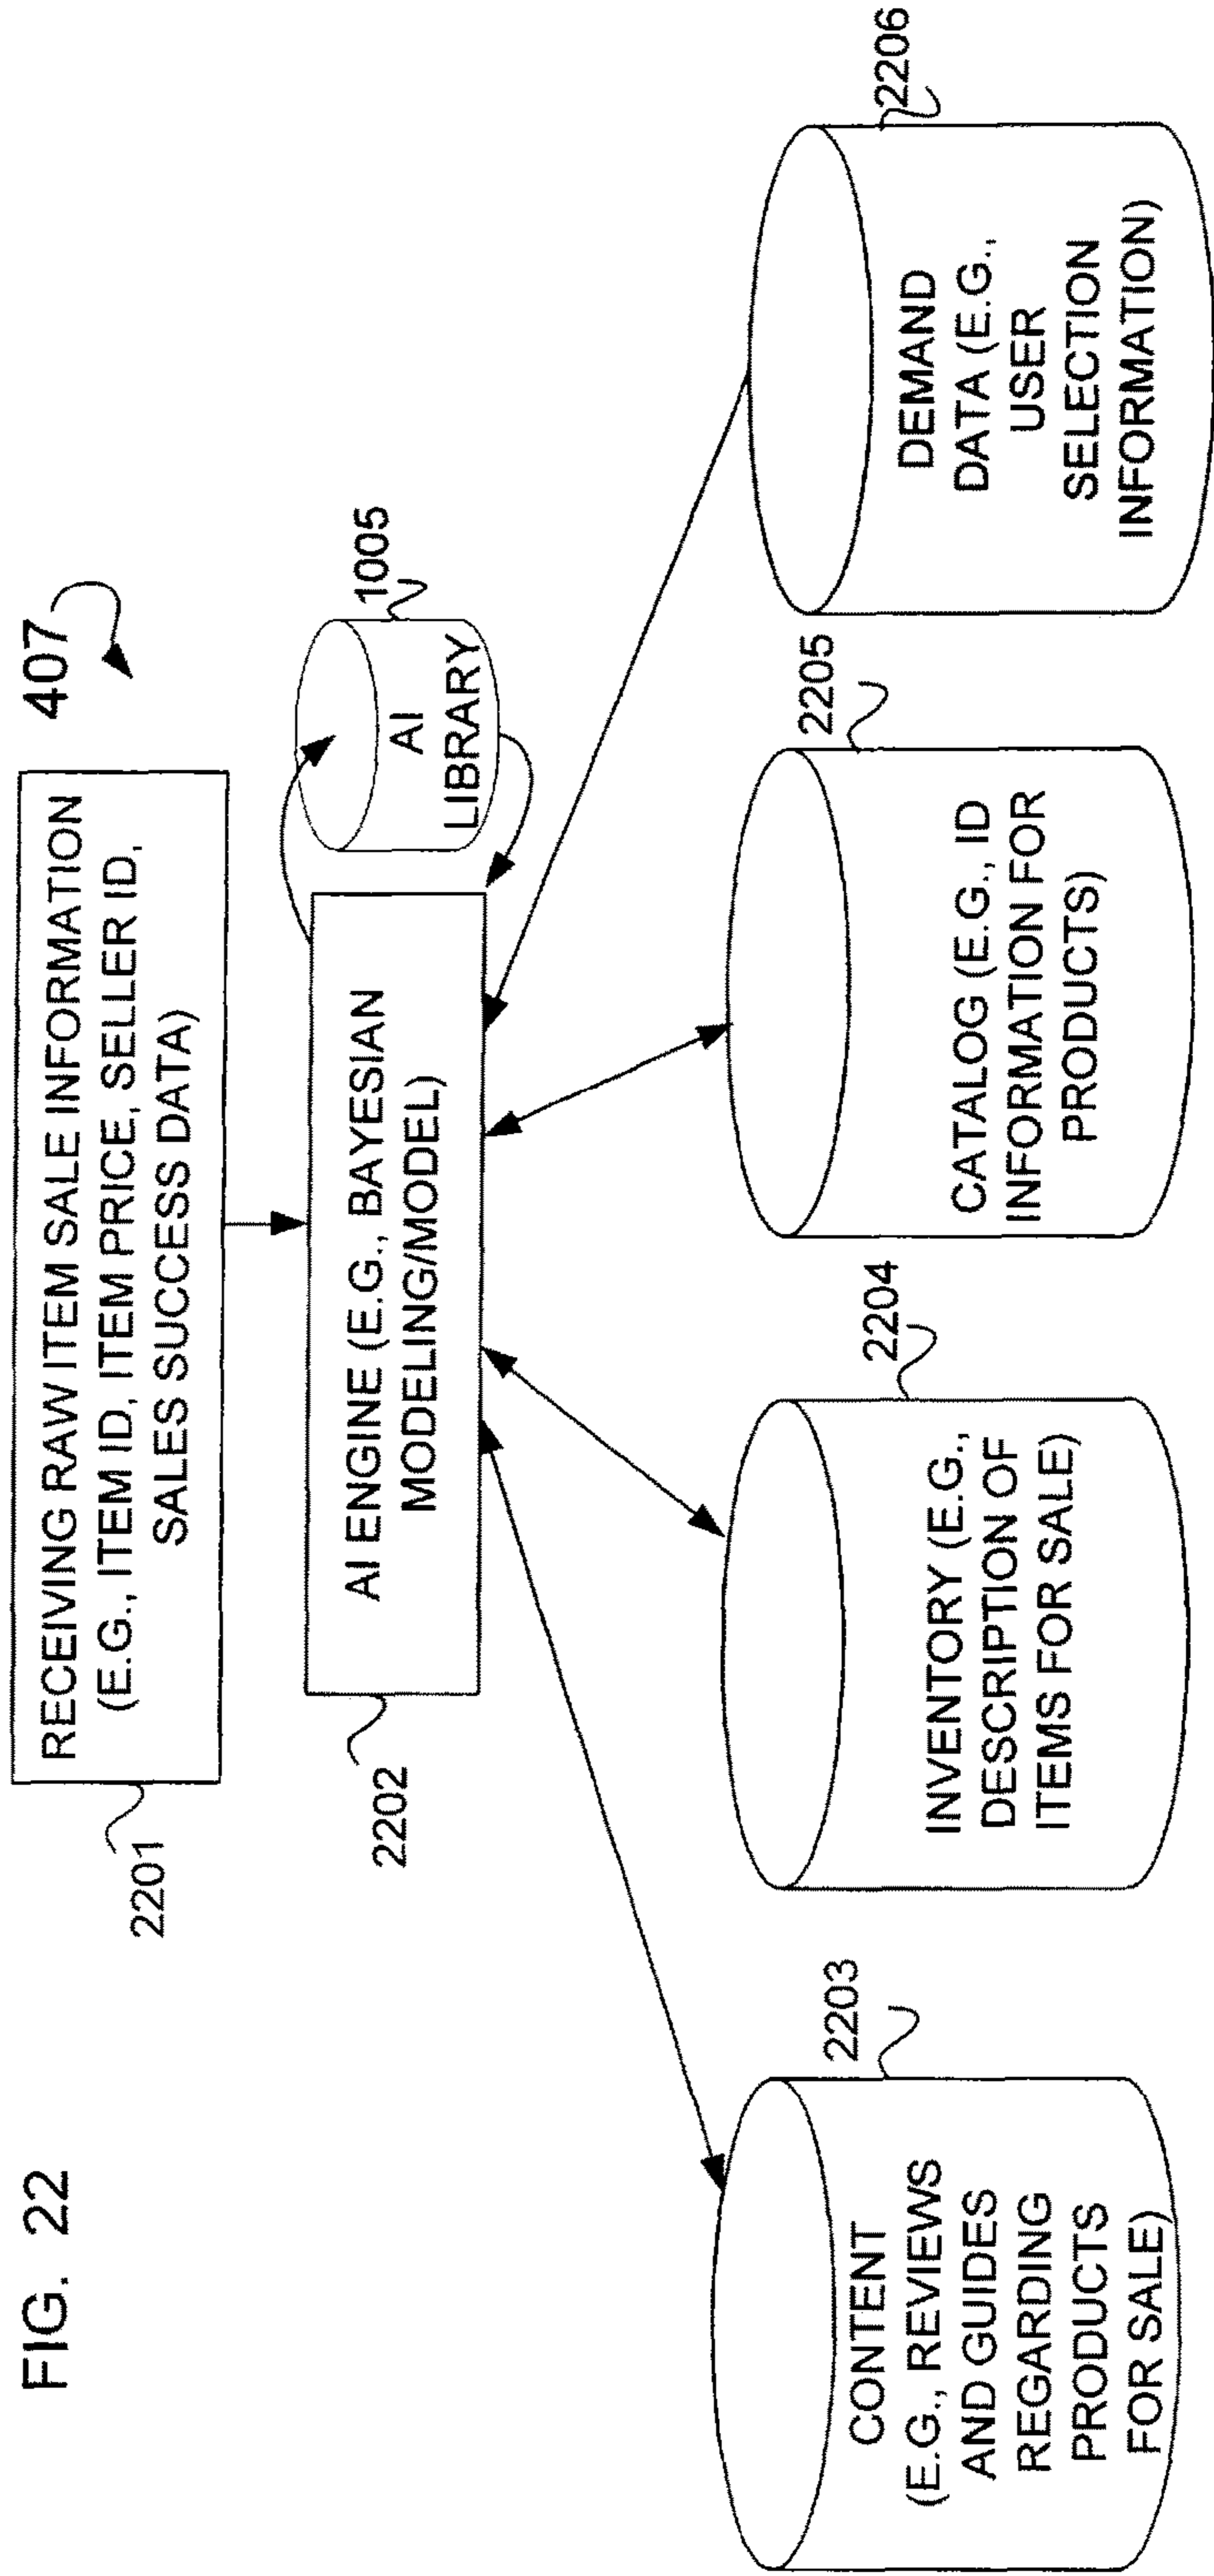 FIG. 22
407
RECEIVING RAW ITEM SALE INFORMATION
(E.G., ITEM ID, ITEM PRICE, SELLER ID,
SALES SUCCESS DATA)
2201
AI ENGINE (E.G., BAYESIAN
MODELING/MODEL)
2202
AI
LIBRARY
1005
CONTENT
(E.G., REVIEWS
AND GUIDES
REGARDING
PRODUCTS
FOR SALE)
2203
INVENTORY (E.G.,
DESCRIPTION OF
ITEMS FOR SALE)
2204
CATALOG (E.G., ID
INFORMATION FOR
PRODUCTS)
2205
DEMAND
DATA (E.G.,
USER
SELECTION
INFORMATION)
2206